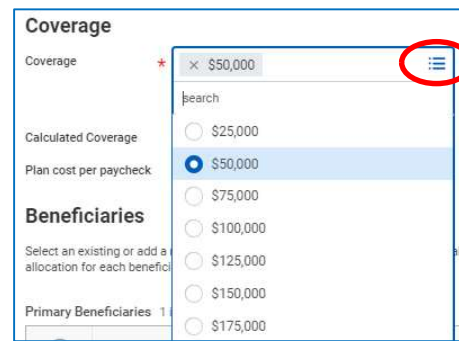 Coverage
Coverage * × $50,000
search
Calculated Coverage
$25,000
Plan cost per paycheck
$50,000
$75,000
Beneficiaries
$100,000
Select an existing or add a
allocation for each benefici
$125,000
$150,000
Primary Beneficiaries 1
$175,000